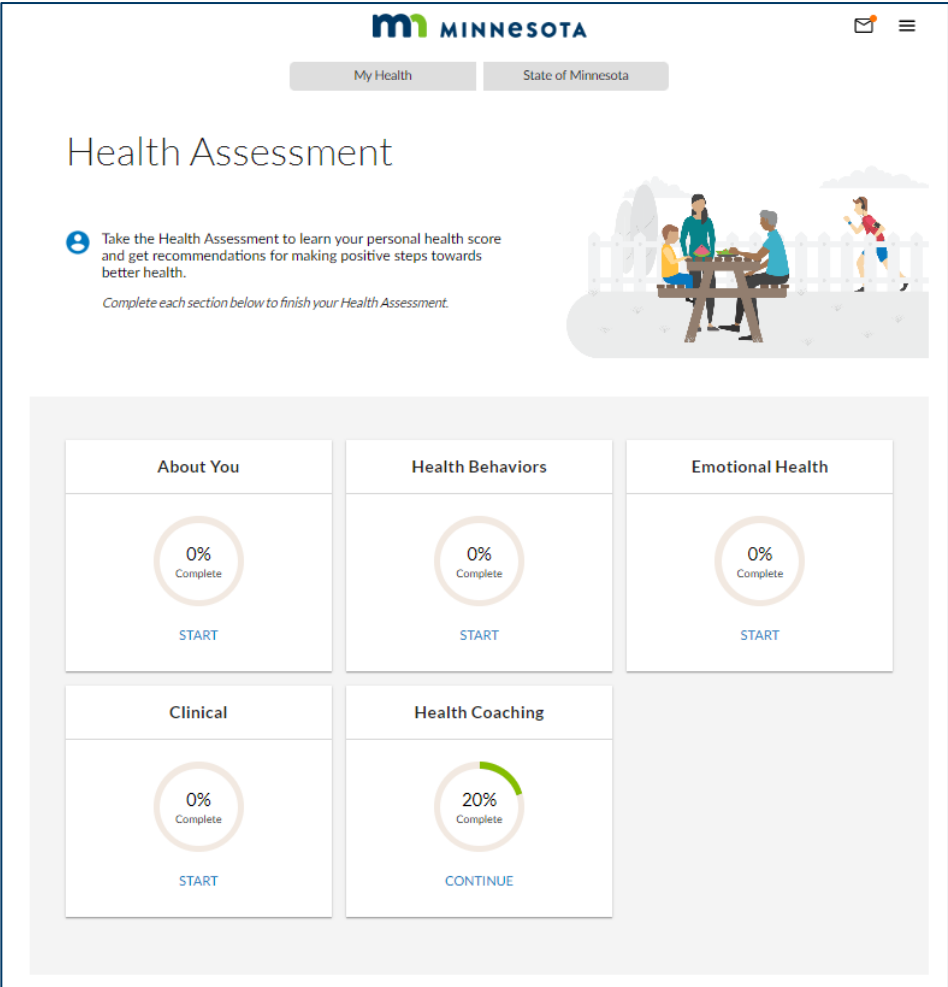 mn MINNESOTA
My Health
State of Minnesota
Health Assessment
Take the Health Assessment to learn your personal health score
and get recommendations for making positive steps towards
better health.
Complete each section below to finish your Health Assessment.
About You
0%
Complete
START
Health Behaviors
0%
Complete
START
Emotional Health
0%
Complete
START
Clinical
0%
Complete
START
Health Coaching
20%
Complete
CONTINUE